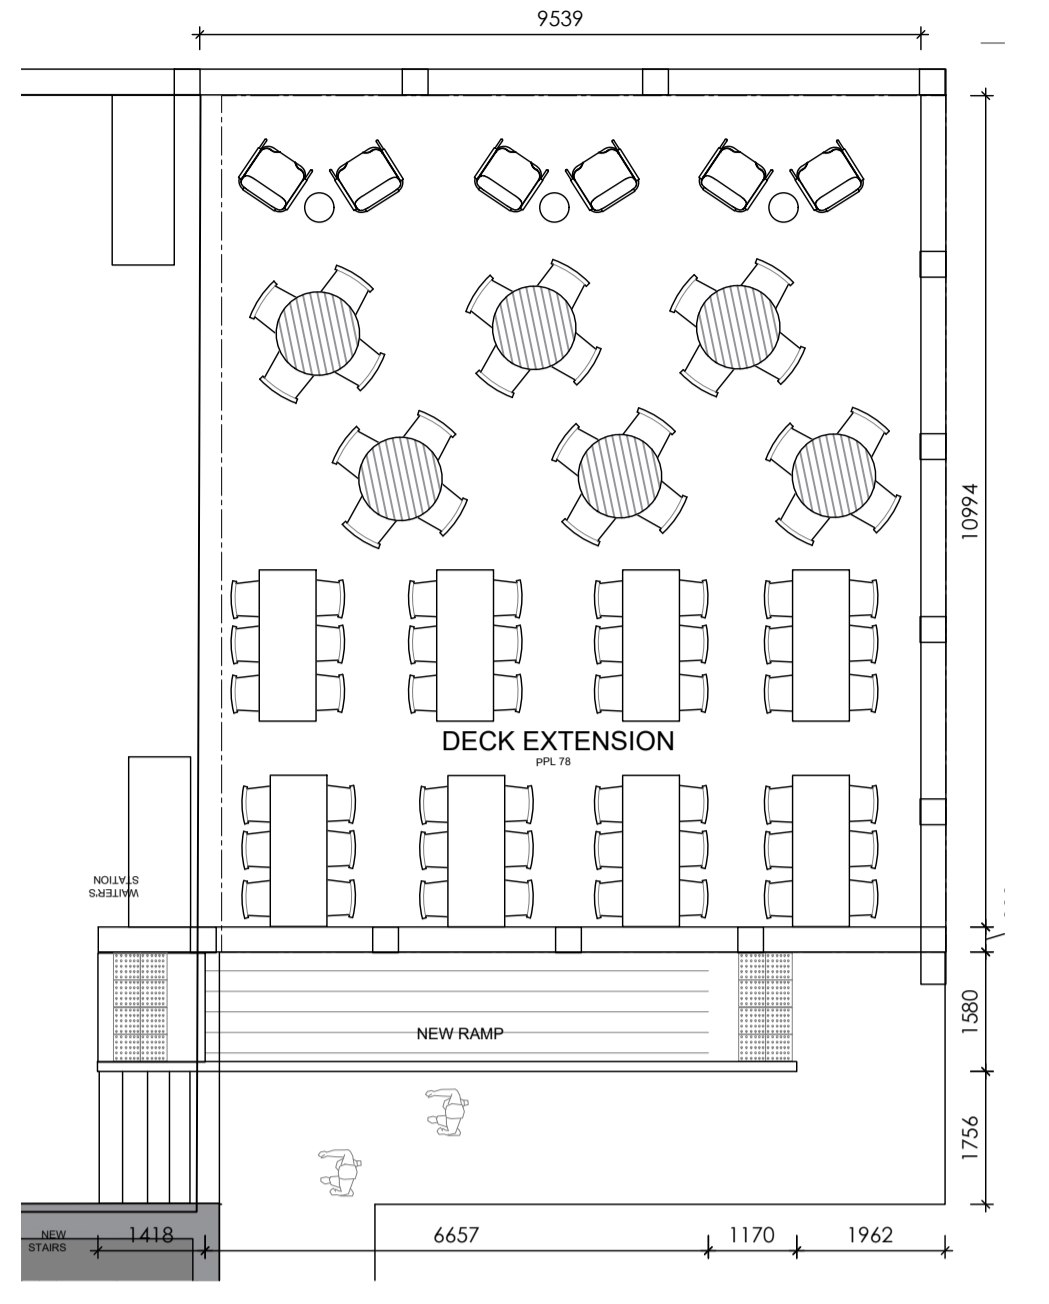 9539
10994
DECK EXTENSION
PPL 78
WAITER'S
STATION
NEW RAMP
1580
1756
NEW
STAIRS
1418
6657
1170
1962